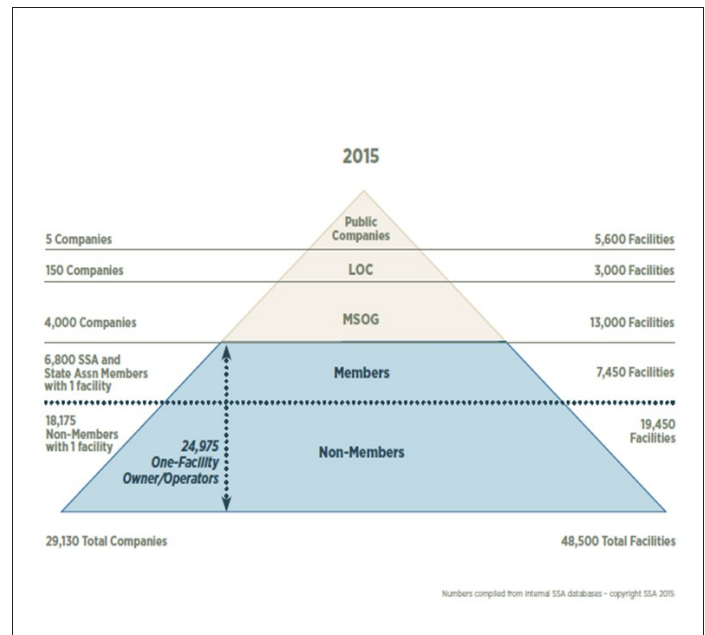 2015
Public
Companies
5 Companies
5,600 Facilities
150 Companies
LOC
3,000 Facilities
4,000 Companies
MSOG
13,000 Facilities
6,800 SSA and
State Assn Members
with 1 facility
Members
7,450 Facilities
18,175
Non-Members
with 1 facility
24,975
One-Facility
Owner/Operators
Non-Members
19,450
Facilities
29,130 Total Companies
48,500 Total Facilities
Numbers compiled from Internal SSA databases - copyright SSA 2015